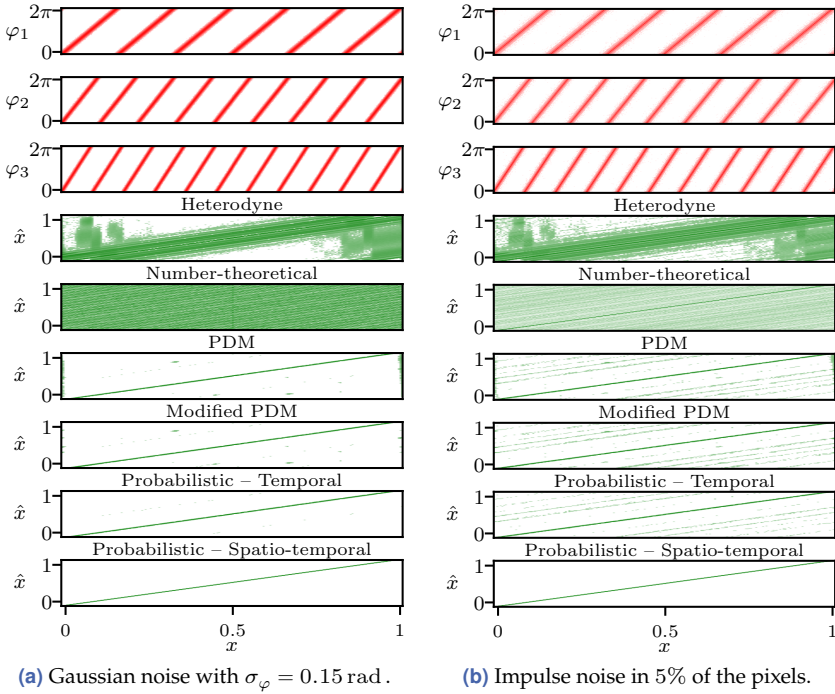 2π
φ₁
0
2π
φ₂
0
2π
φ₃
0
Heterodyne
1
x̂
0
Number-theoretical
1
x̂
0
PDM
1
x̂
0
Modified PDM
1
x̂
0
Probabilistic – Temporal
1
x̂
0
Probabilistic – Spatio-temporal
1
x̂
0
0 0.5 1
x
(a) Gaussian noise with σ_φ = 0.15 rad.
2π
φ₁
0
2π
φ₂
0
2π
φ₃
0
Heterodyne
1
x̂
0
Number-theoretical
1
x̂
0
PDM
1
x̂
0
Modified PDM
1
x̂
0
Probabilistic – Temporal
1
x̂
0
Probabilistic – Spatio-temporal
1
x̂
0
0 0.5 1
x
(b) Impulse noise in 5% of the pixels.